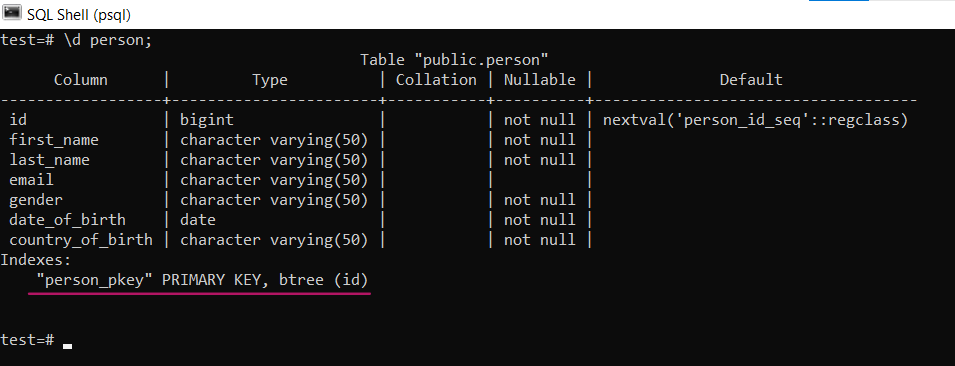 SQL Shell (psql)
test=# \d person;
Table "public.person"
Column | Type | Collation | Nullable | Default
-----------------+-----------------------+-----------+----------+-----------------------------------
id | bigint | | not null | nextval('person_id_seq'::regclass)
first_name | character varying(50) | | not null |
last_name | character varying(50) | | not null |
email | character varying(50) | | |
gender | character varying(50) | | not null |
date_of_birth | date | | not null |
country_of_birth | character varying(50) | | not null |
Indexes:
"person_pkey" PRIMARY KEY, btree (id)
test=#